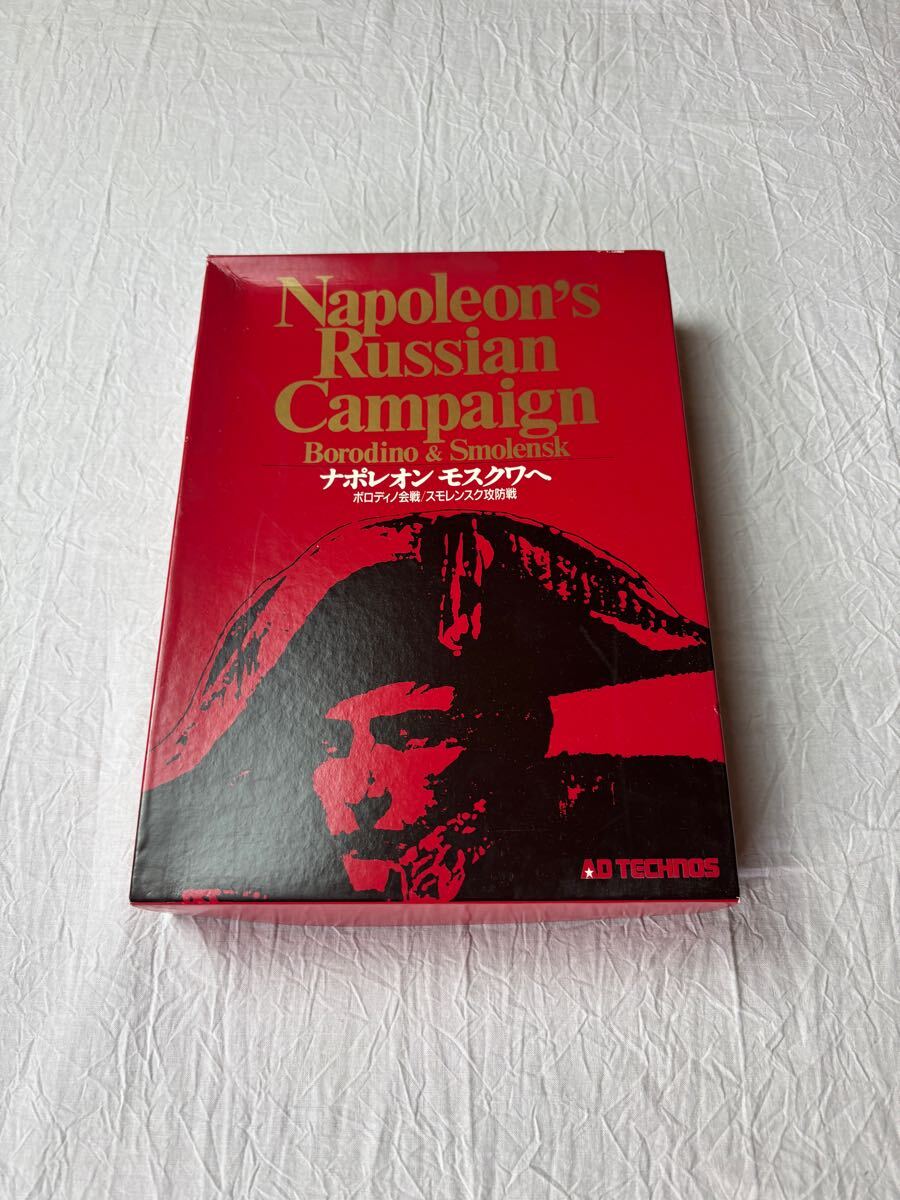 Napoleon's
Russian
Campaign
Borodino & Smolensk
ナポレオン モスクワへ
ボロディノ会戦/スモレンスク攻防戦
AD TECHNOS